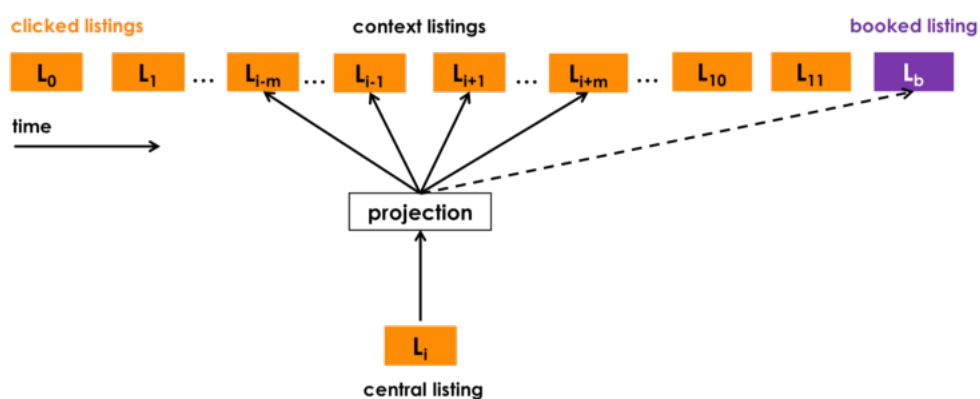 clicked listings context listings booked listing
L0 L1 ... Li-m ... Li-1 Li+1 ... Li+m ... L10 L11 Lb
time
projection
Li
central listing